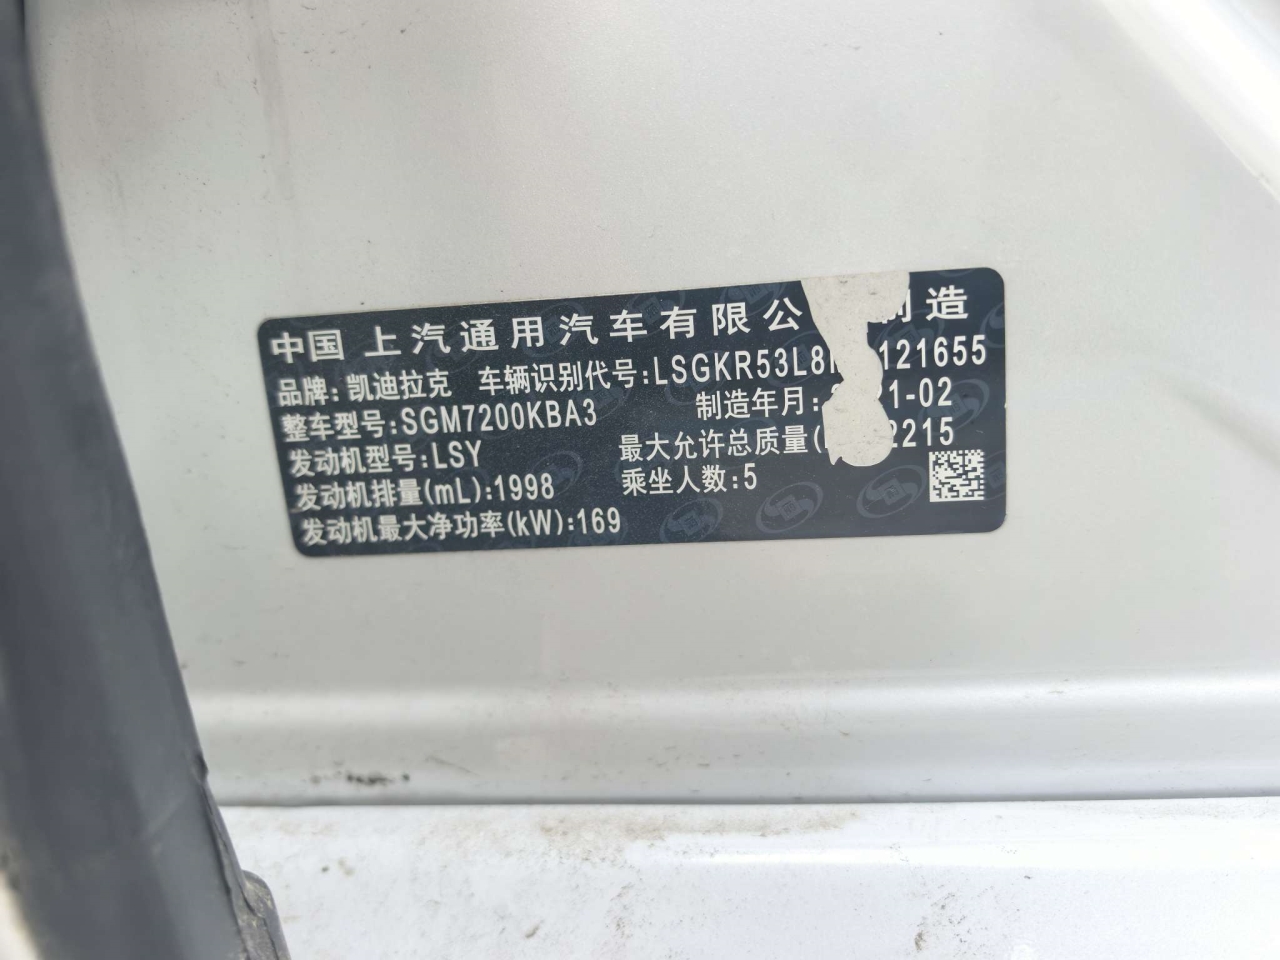 中国 上汽通用汽车有限公 制造
品牌: 凯迪拉克 车辆识别代号:LSGKR53L8 121655
整车型号:SGM7200KBA3 制造年月: 1-02
发动机型号:LSY 最大允许总质量( 2215
发动机排量(mL):1998 乘坐人数:5
发动机最大净功率(kW):169